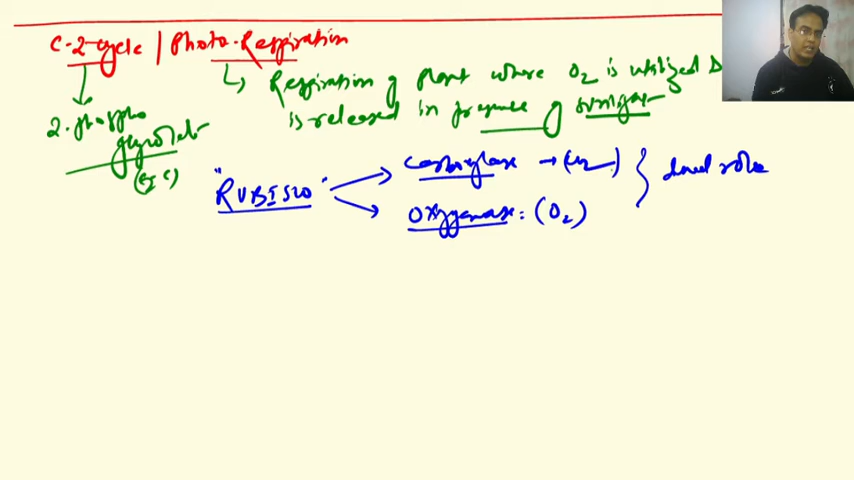 C-2-cycle / Photo-Respiration
↳ Respiration of plant where O2 is utilized &
is released in presence of sunligh
2-phospho
glycolate
(2C)
"RUBISCO" → Carboxylase → (CO2) } dual role
→ Oxygenase: (O2)